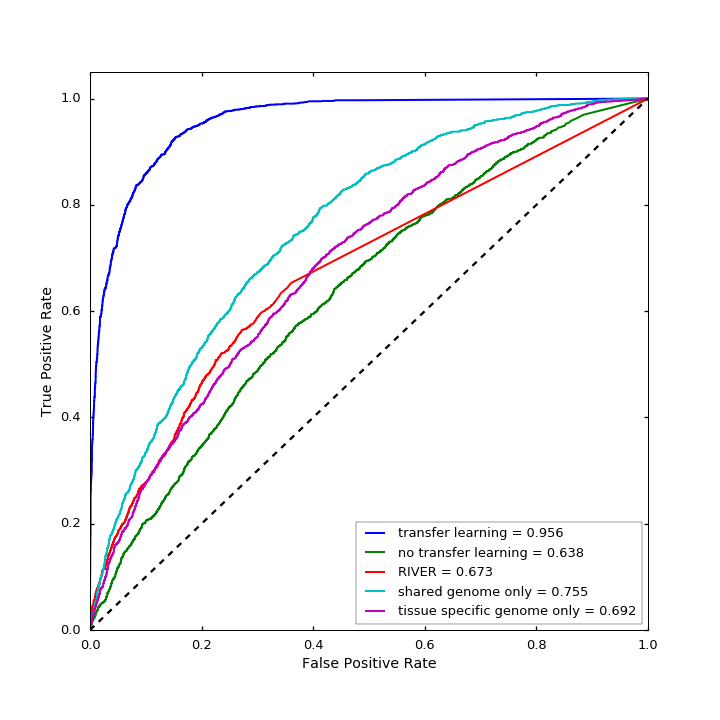 1.0
0.8
0.6
0.4
0.2
0.0
True Positive Rate
transfer learning = 0.956
no transfer learning = 0.638
RIVER = 0.673
shared genome only = 0.755
tissue specific genome only = 0.692
0.0 0.2 0.4 0.6 0.8 1.0
False Positive Rate